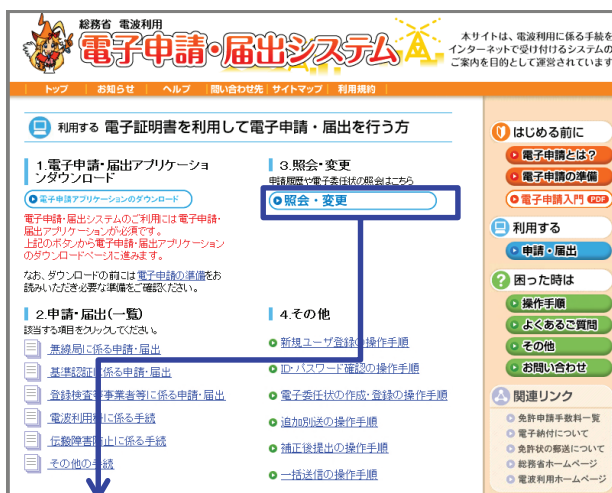 総務省 電波利用
電子申請・届出システム
本サイトは、電波利用に係る手続を
インターネットで受け付けるシステムの
ご案内を目的として運営されています
トップ
お知らせ
ヘルプ
問い合わせ先
サイトマップ
利用規約
利用する 電子証明書を利用して電子申請・届出を行う方
1.電子申請・届出アプリケーショ
ンダウンロード
電子申請アプリケーションのダウンロード
電子申請・届出システムのご利用には電子申請・
届出アプリケーションが必須です。
上記のボタンから電子申請・届出アプリケーション
のダウンロードページに進みます。
なお、ダウンロードの前には電子申請の準備をお
読みいただき必要な準備をご確認ください。
2.申請・届出(一覧)
該当する項目をクリックしてください。
無線局に係る申請・届出
基準認証に係る申請・届出
登録検査等事業者等に係る申請・届出
電波利用料に係る手続
伝搬障害防止に係る手続
その他の手続
3.照会・変更
申請履歴や電子委任状の照会はこちら
照会・変更
4.その他
新規ユーザ登録の操作手順
ID・パスワード確認の操作手順
電子委任状の作成・登録の操作手順
追加別送の操作手順
補正後提出の操作手順
一括送信の操作手順
はじめる前に
電子申請とは？
電子申請の準備
電子申請入門 PDF
利用する
申請・届出
困った時は
操作手順
よくあるご質問
その他
お問い合わせ
関連リンク
免許申請手数料一覧
電子納付について
免許状の郵送について
総務省ホームページ
電波利用ホームページ